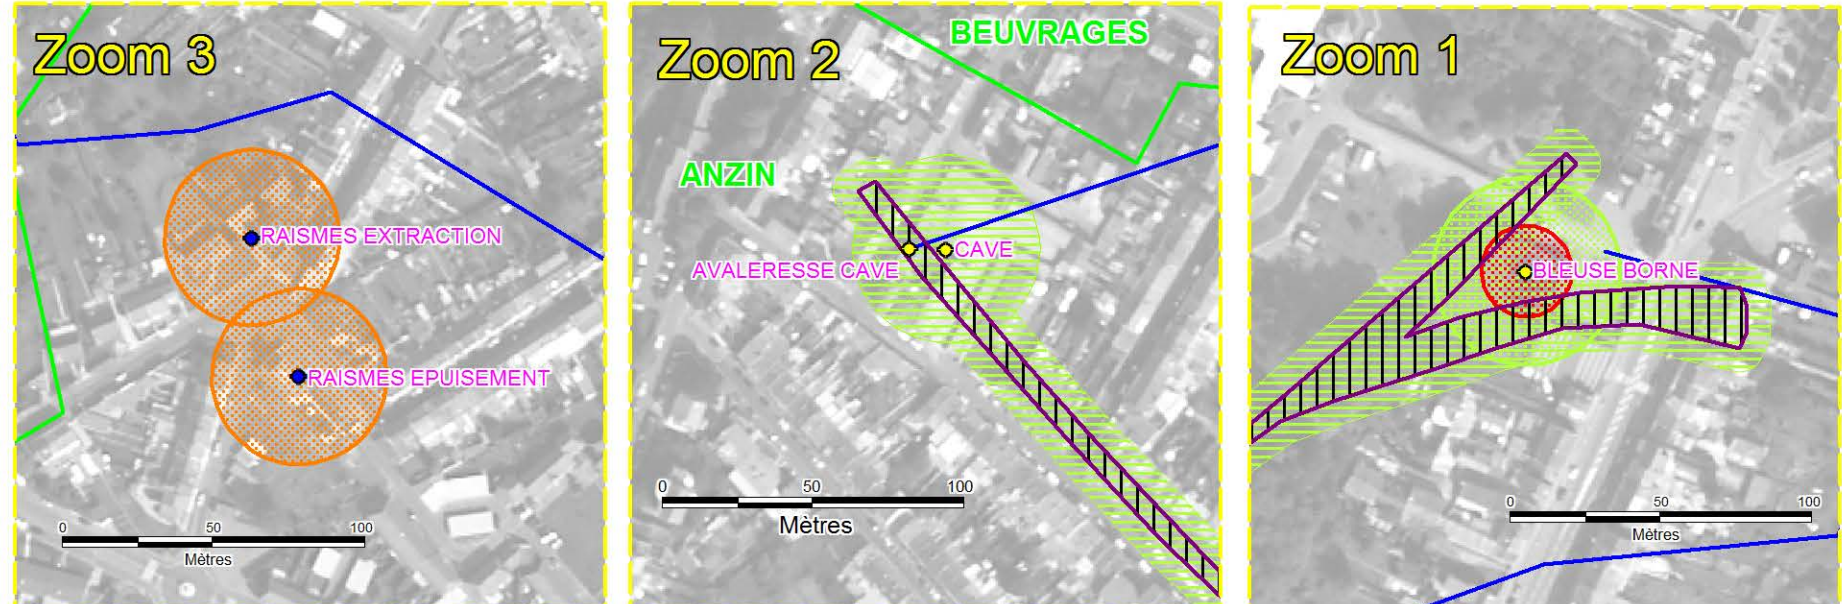 Zoom 3
RAISMES EXTRACTION
RAISMES EPUISEMENT
0 50 100
Mètres
Zoom 2
BEUVRAGES
ANZIN
CAVE
AVALERESSE CAVE
0 50 100
Mètres
Zoom 1
BLEUSE BORNE
0 50 100
Mètres